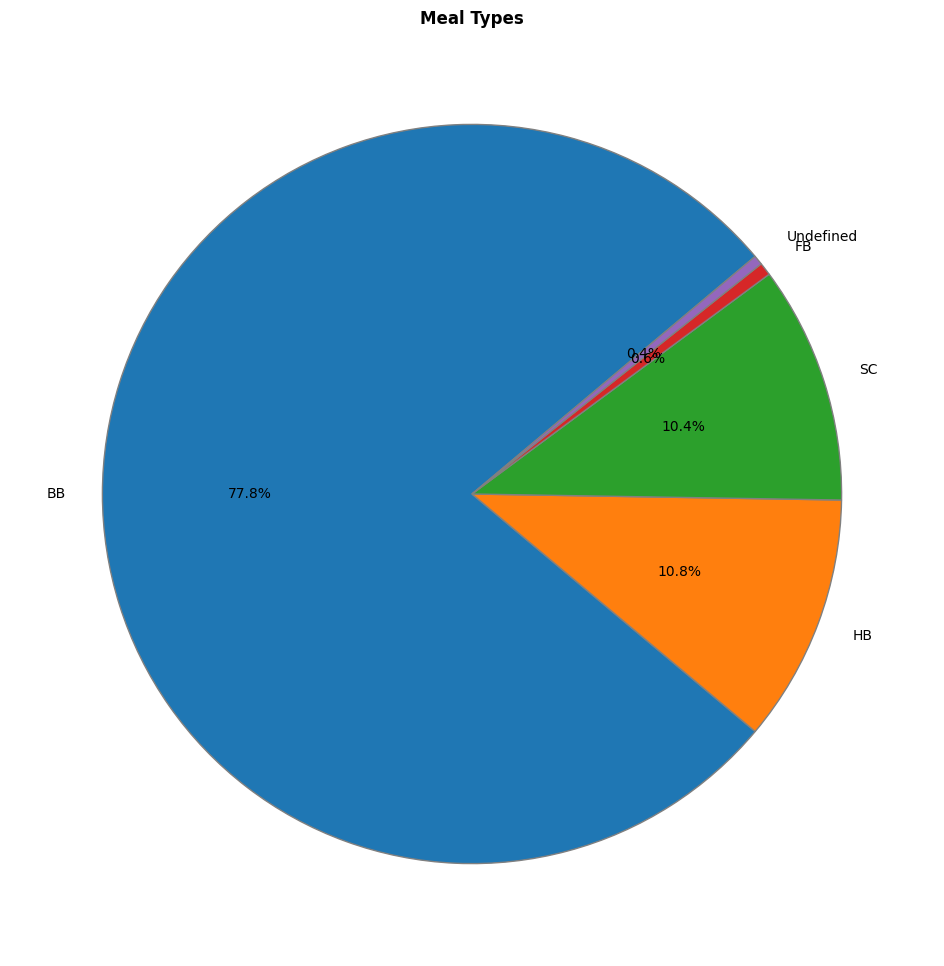 Meal Types
Undefined
FB
SC
0.4%
0.6%
10.4%
BB
77.8%
10.8%
HB